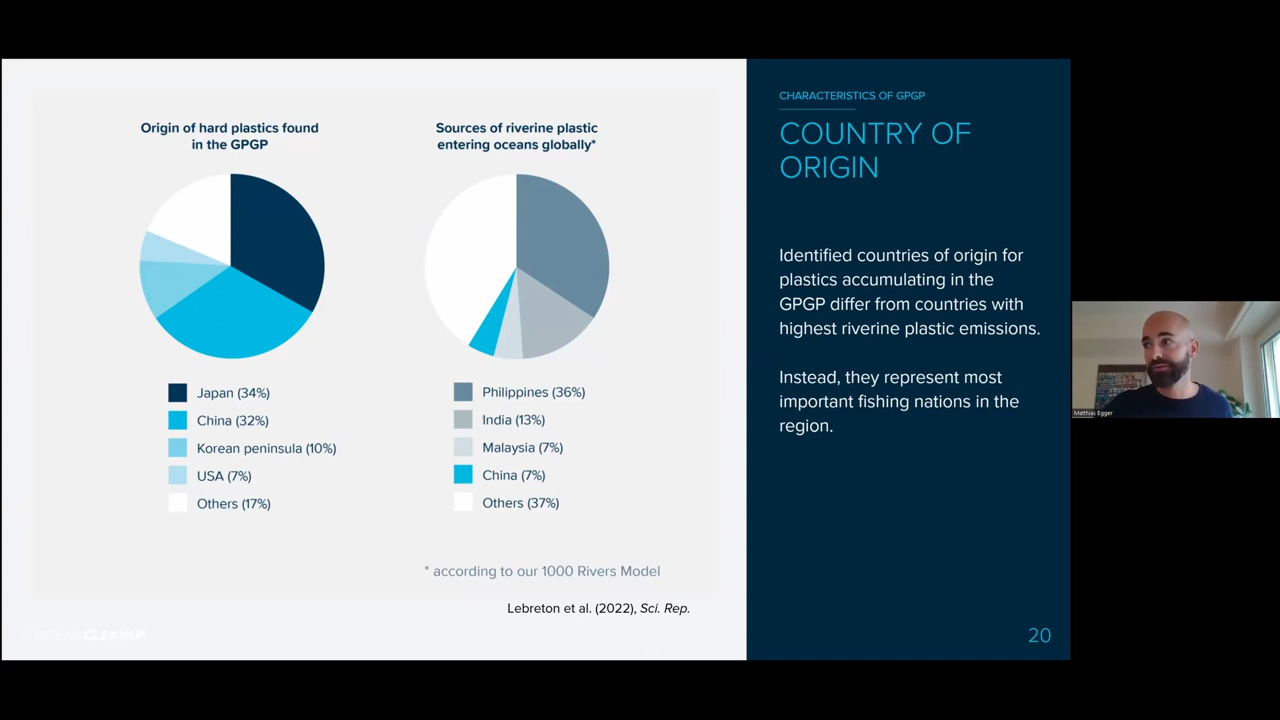 Origin of hard plastics found
in the GPGP
Japan (34%)
China (32%)
Korean peninsula (10%)
USA (7%)
Others (17%)
Sources of riverine plastic
entering oceans globally*
Philippines (36%)
India (13%)
Malaysia (7%)
China (7%)
Others (37%)
* according to our 1000 Rivers Model
Lebreton et al. (2022), Sci. Rep.
CLEANUP
CHARACTERISTICS OF GPGP
COUNTRY OF
ORIGIN
Identified countries of origin for
plastics accumulating in the
GPGP differ from countries with
highest riverine plastic emissions.
Instead, they represent most
important fishing nations in the
region.
20
Matthias Egger